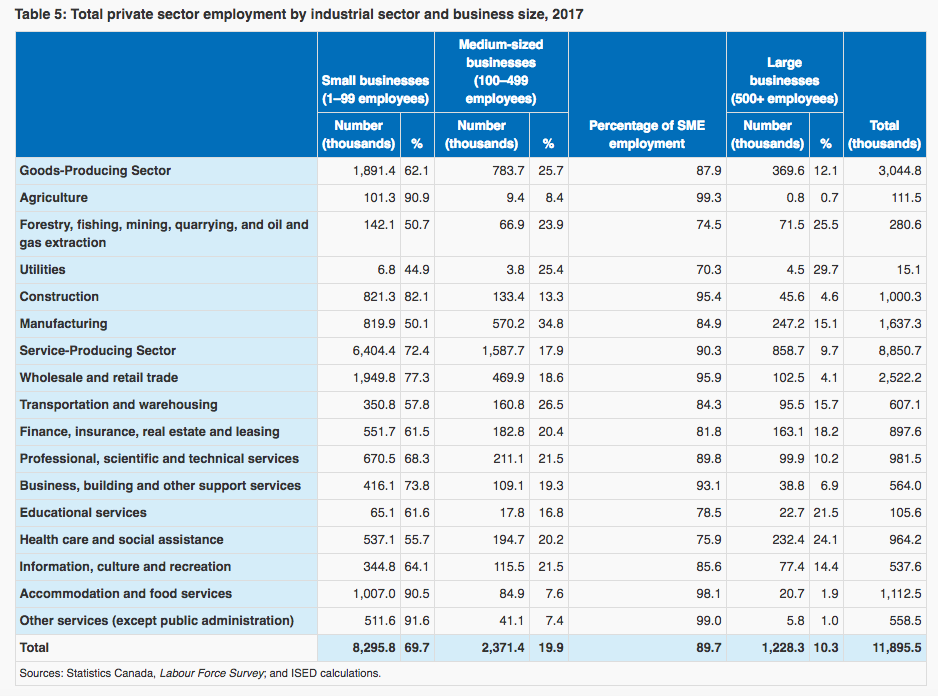 Table 5: Total private sector employment by industrial sector and business size, 2017
Small businesses (1–99 employees) Medium-sized businesses (100–499 employees) Percentage of SME employment Large businesses (500+ employees) Total (thousands)
Number (thousands) % Number (thousands) % Number (thousands) %
Goods-Producing Sector 1,891.4 62.1 783.7 25.7 87.9 369.6 12.1 3,044.8
Agriculture 101.3 90.9 9.4 8.4 99.3 0.8 0.7 111.5
Forestry, fishing, mining, quarrying, and oil and gas extraction 142.1 50.7 66.9 23.9 74.5 71.5 25.5 280.6
Utilities 6.8 44.9 3.8 25.4 70.3 4.5 29.7 15.1
Construction 821.3 82.1 133.4 13.3 95.4 45.6 4.6 1,000.3
Manufacturing 819.9 50.1 570.2 34.8 84.9 247.2 15.1 1,637.3
Service-Producing Sector 6,404.4 72.4 1,587.7 17.9 90.3 858.7 9.7 8,850.7
Wholesale and retail trade 1,949.8 77.3 469.9 18.6 95.9 102.5 4.1 2,522.2
Transportation and warehousing 350.8 57.8 160.8 26.5 84.3 95.5 15.7 607.1
Finance, insurance, real estate and leasing 551.7 61.5 182.8 20.4 81.8 163.1 18.2 897.6
Professional, scientific and technical services 670.5 68.3 211.1 21.5 89.8 99.9 10.2 981.5
Business, building and other support services 416.1 73.8 109.1 19.3 93.1 38.8 6.9 564.0
Educational services 65.1 61.6 17.8 16.8 78.5 22.7 21.5 105.6
Health care and social assistance 537.1 55.7 194.7 20.2 75.9 232.4 24.1 964.2
Information, culture and recreation 344.8 64.1 115.5 21.5 85.6 77.4 14.4 537.6
Accommodation and food services 1,007.0 90.5 84.9 7.6 98.1 20.7 1.9 1,112.5
Other services (except public administration) 511.6 91.6 41.1 7.4 99.0 5.8 1.0 558.5
Total 8,295.8 69.7 2,371.4 19.9 89.7 1,228.3 10.3 11,895.5
Sources: Statistics Canada, Labour Force Survey; and ISED calculations.